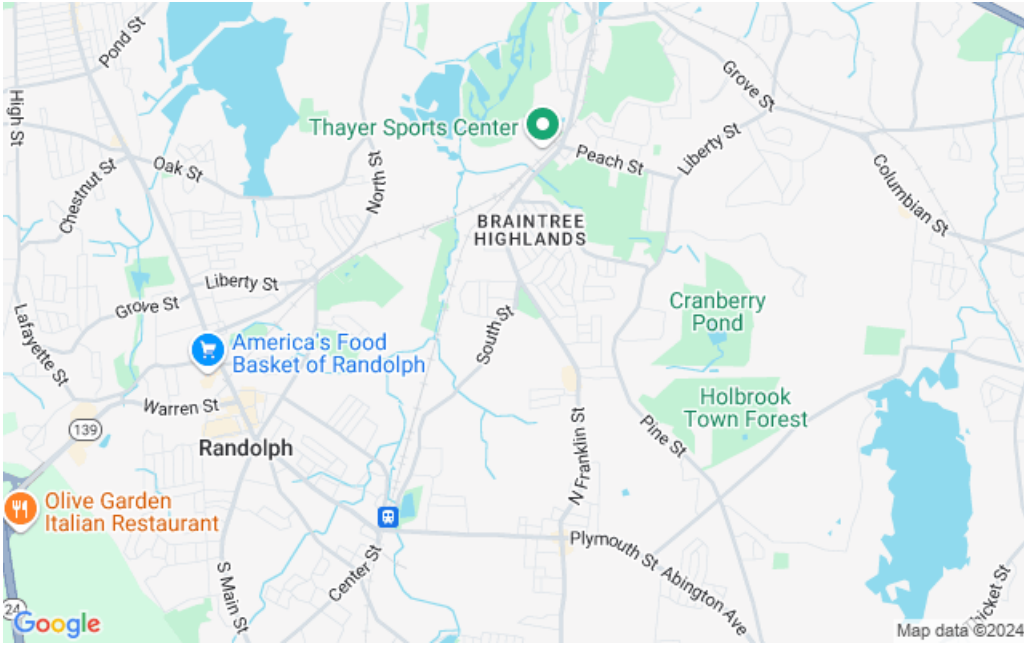 Pond St
High St
Grove St
Thayer Sports Center
Peach St
Liberty St
Oak St
Chestnut St
North St
Columbian St
BRAINTREE
HIGHLANDS
Liberty St
Grove St
Cranberry
Pond
Lafayette St
South St
America's Food
Basket of Randolph
Holbrook
Town Forest
Warren St
139
Pine St
Randolph
N Franklin St
Olive Garden
Italian Restaurant
Plymouth St
Abington Ave
Center St
S Main St
Thicket St
24
Google
Map data ©2024